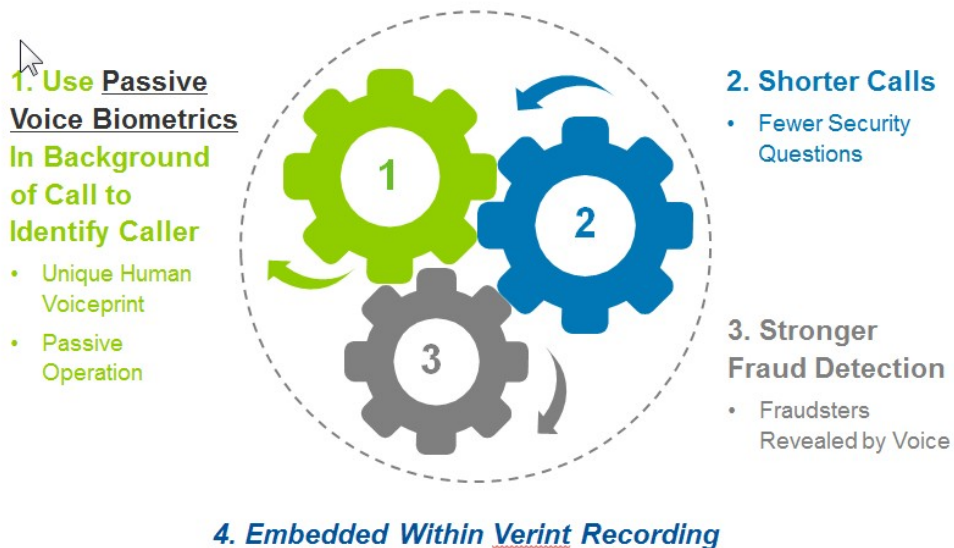 1. Use Passive
Voice Biometrics
In Background
of Call to
Identify Caller
• Unique Human
Voiceprint
• Passive
Operation
1
2
3
2. Shorter Calls
• Fewer Security
Questions
3. Stronger
Fraud Detection
• Fraudsters
Revealed by Voice
4. Embedded Within Verint Recording